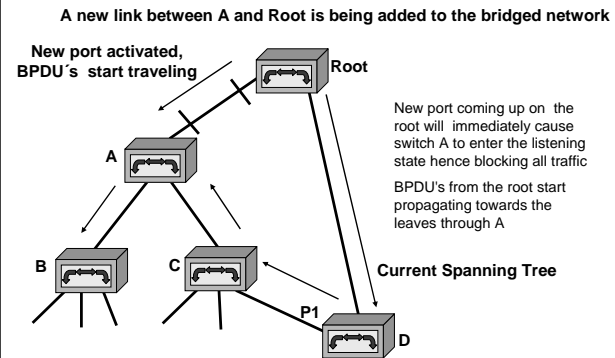 A new link between A and Root is being added to the bridged network
New port activated,
BPDU´s start traveling
Root
New port coming up on the
root will immediately cause
switch A to enter the listening
state hence blocking all traffic
BPDU's from the root start
propagating towards the
leaves through A
A
B
C
Current Spanning Tree
P1
D